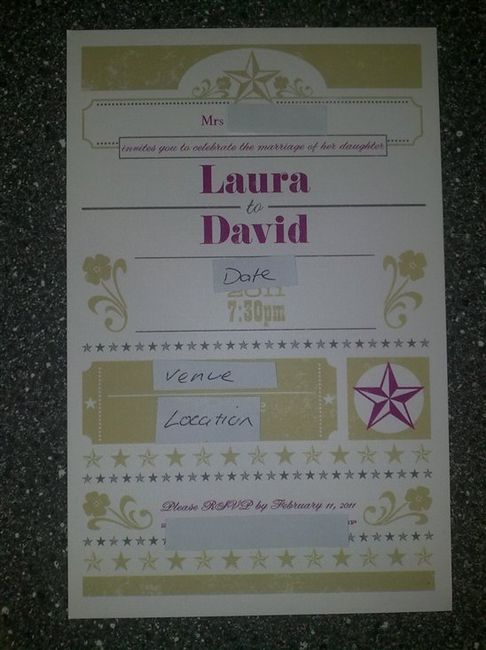 Mrs
invites you to celebrate the marriage of her daughter
Laura
to
David
Date
2011
7:30pm
Venue
Location
Please RSVP by February 11, 2011